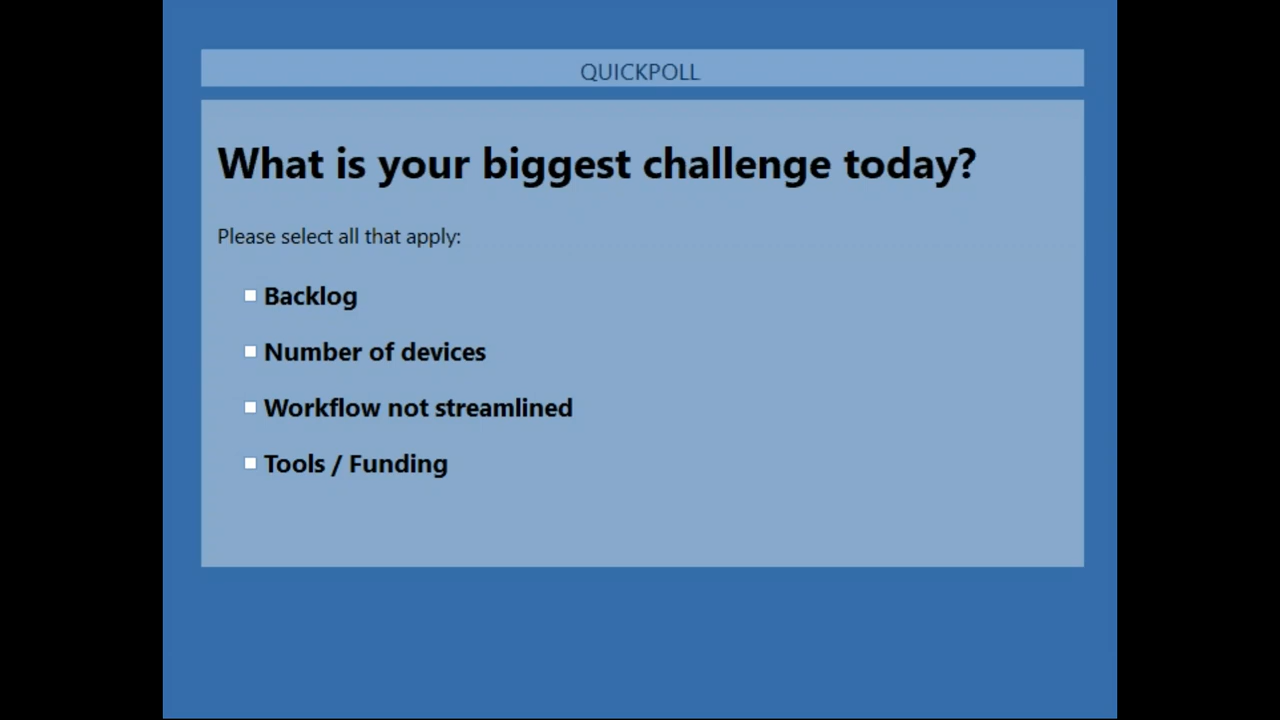 QUICKPOLL
What is your biggest challenge today?
Please select all that apply:
Backlog
Number of devices
Workflow not streamlined
Tools / Funding